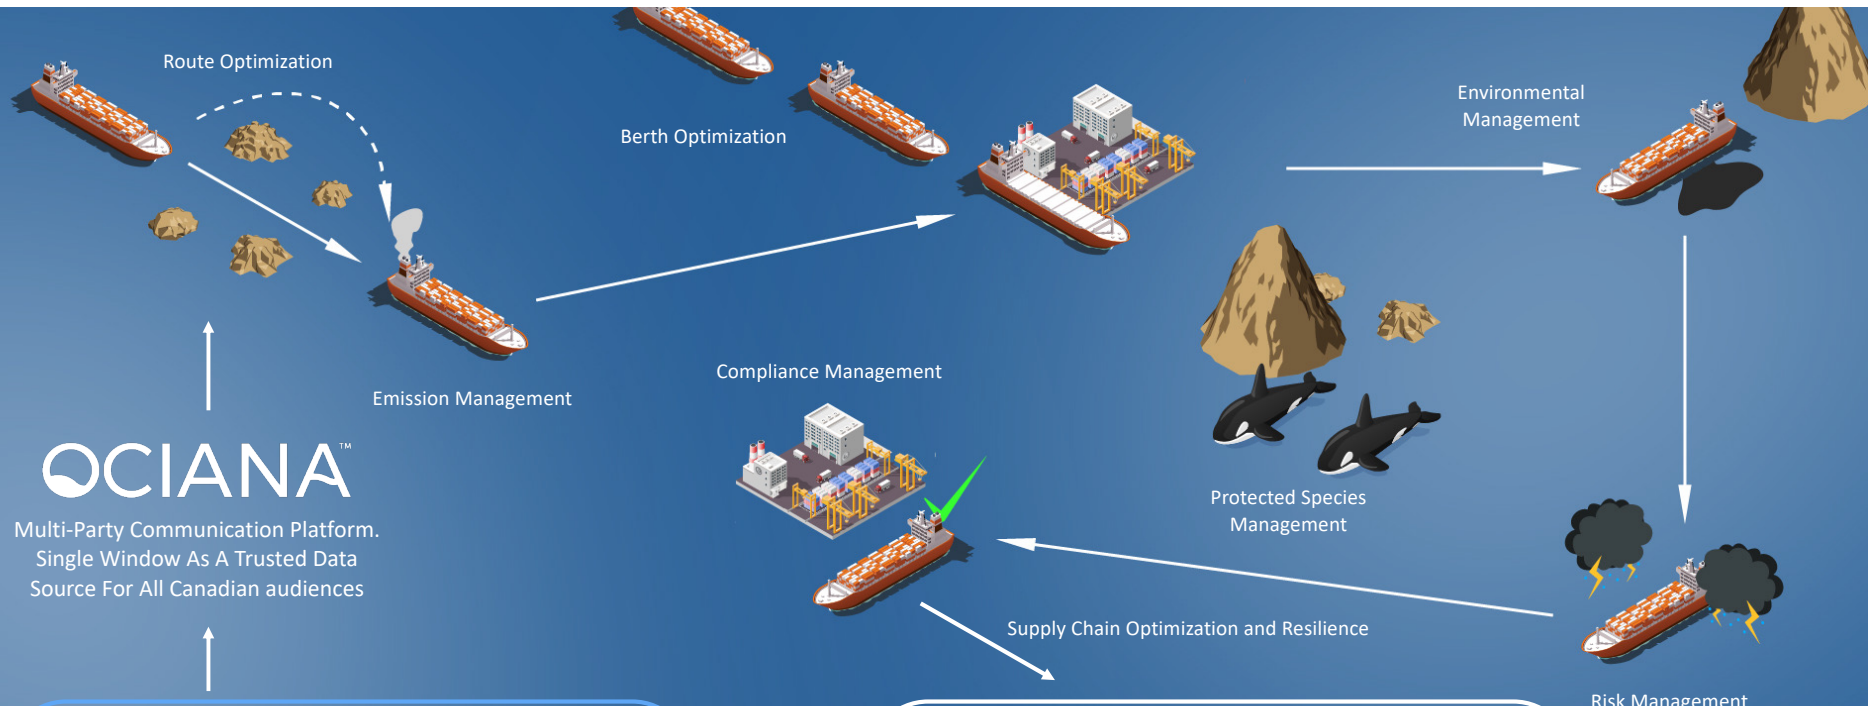 Route Optimization
Berth Optimization
Environmental
Management
Emission Management
Compliance Management
OCIANA™
Multi-Party Communication Platform.
Single Window As A Trusted Data
Source For All Canadian audiences
Protected Species
Management
Supply Chain Optimization and Resilience
Risk Management